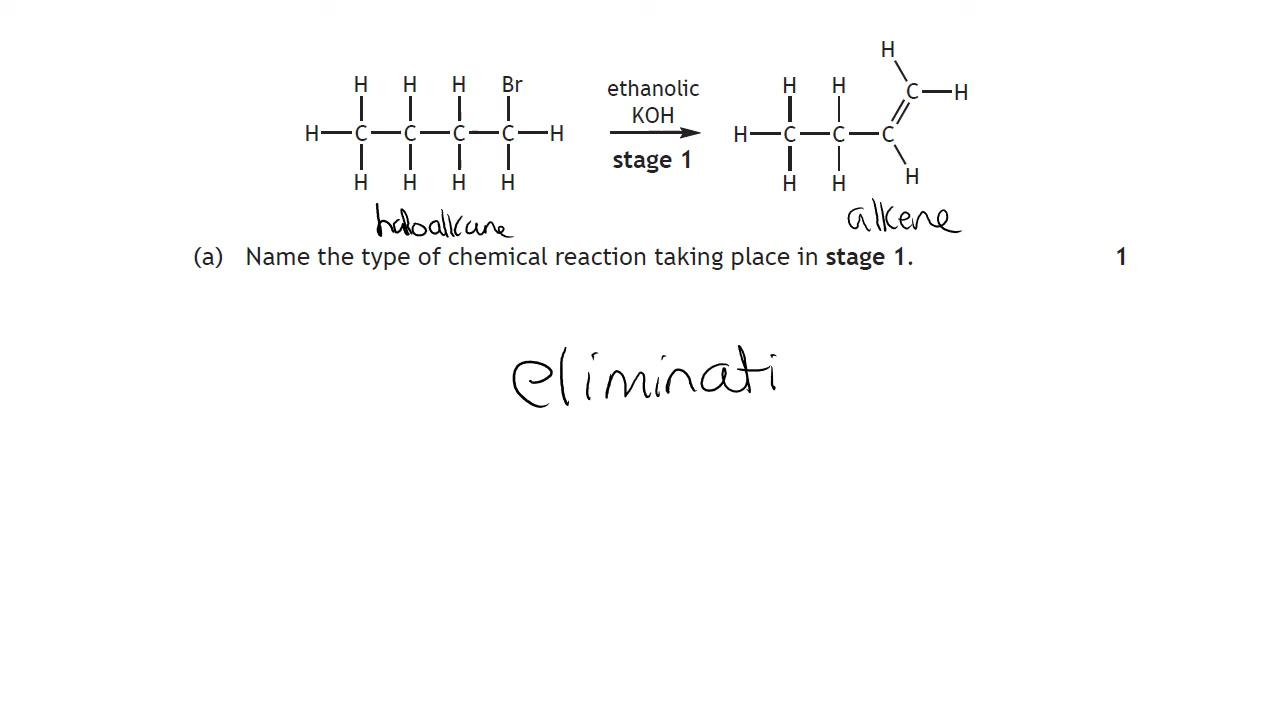 H
H H H Br ethanolic H H C H
KOH
H C C C C H H C C C
stage 1
H H H H H H H
haloalkane alkene
(a) Name the type of chemical reaction taking place in stage 1. 1
eliminati